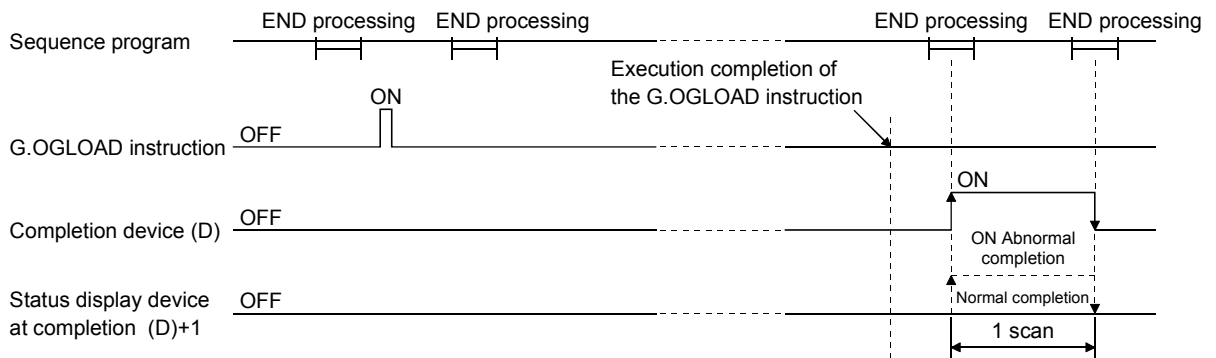 END processing END processing END processing END processing
Sequence program
Execution completion of
the G.OGLOAD instruction
ON
OFF
G.OGLOAD instruction
ON
OFF
Completion device (D)
ON Abnormal
completion
OFF
Status display device
at completion (D)+1
Normal completion
1 scan